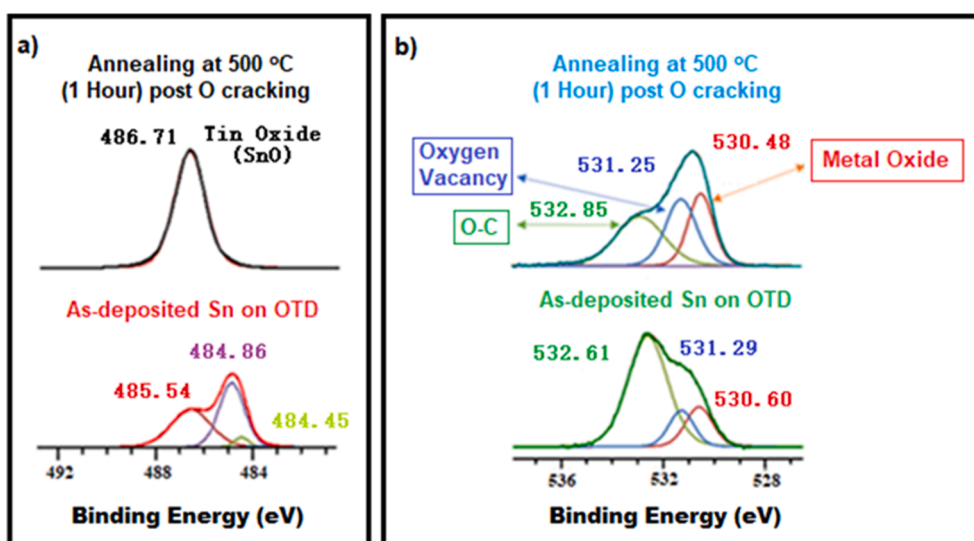 a)
Annealing at 500 °C
(1 Hour) post O cracking
486.71 Tin Oxide
(SnO)
As-deposited Sn on OTD
484.86
485.54
484.45
492 488 484
Binding Energy (eV)
b)
Annealing at 500 °C
(1 Hour) post O cracking
530.48
Oxygen
Vacancy
531.25
Metal Oxide
532.85
O-C
As-deposited Sn on OTD
532.61 531.29
530.60
536 532 528
Binding Energy (eV)